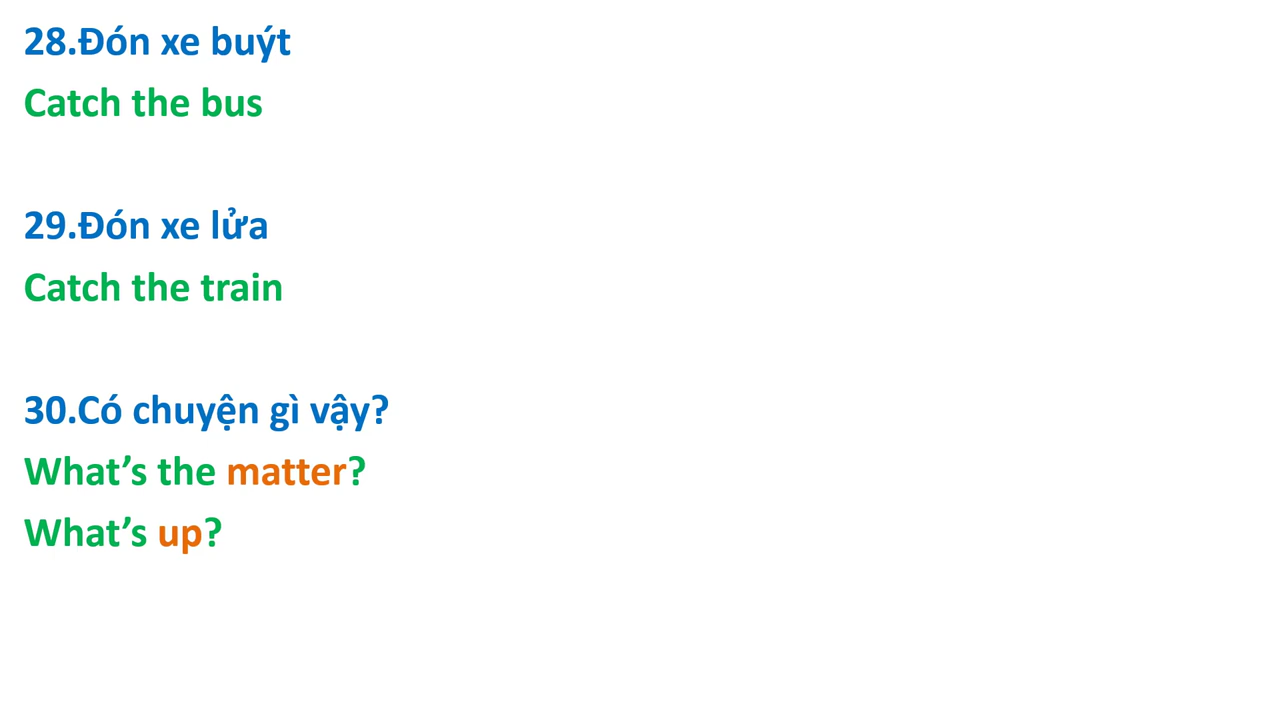 28.Đón xe buýt
Catch the bus
29.Đón xe lửa
Catch the train
30.Có chuyện gì vậy?
What’s the matter?
What’s up?